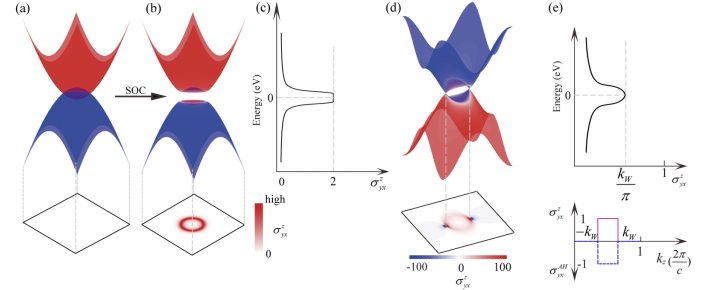 (a)
(b)
SOC
high
σ^z_yx
0
(c)
Energy (eV)
0
0
2
σ^z_yx
(d)
-100
0
100
σ^z_yx
(e)
Energy (eV)
0
k_W
π
1
σ^z_yx
σ^z_yx
1
−k_W
k_W
1
k_z (2π/c)
-1
σ^AH_yx